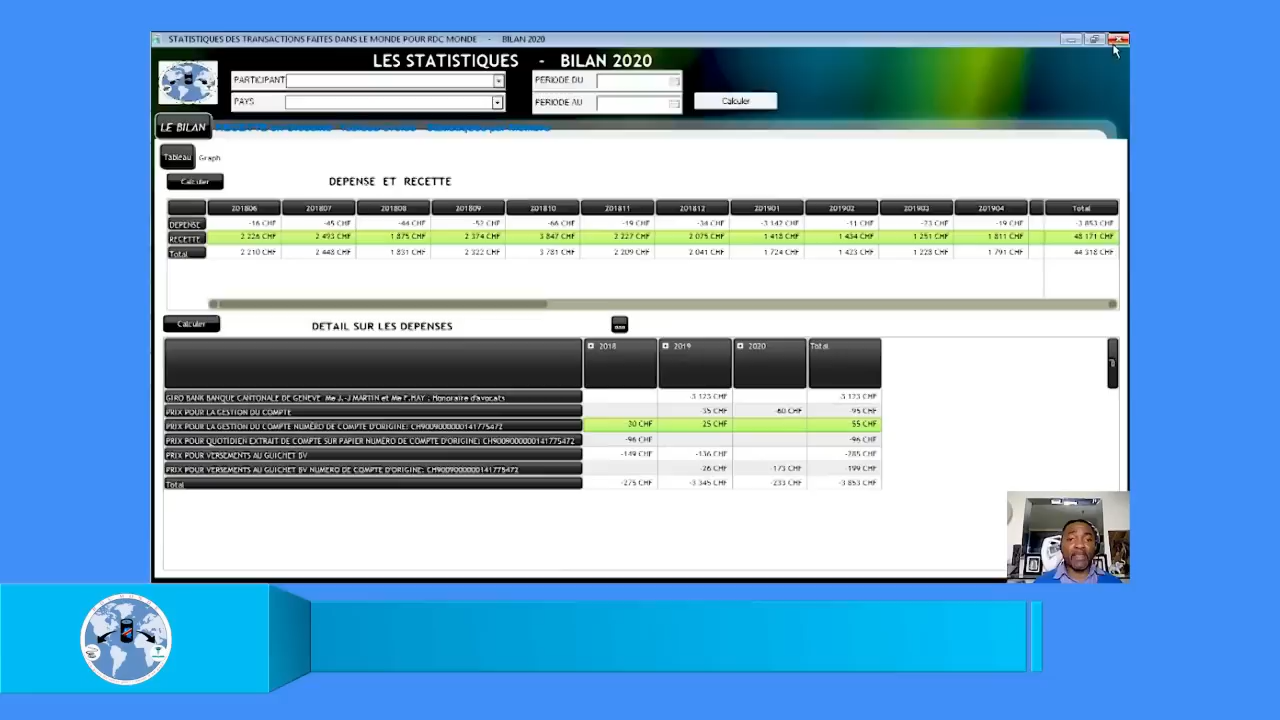 STATISTIQUES DES TRANSACTIONS FAITES DANS LE MONDE POUR RDC MONDE - BILAN 2020
LES STATISTIQUES - BILAN 2020
PARTICIPANT
PERIODE DU
PAYS
PERIODE AU
Calculer
LE BILAN
Tableau Graph
Calculer
DEPENSE ET RECETTE
201806 201807 201808 201809 201810 201811 201812 201901 201902 201903 201904 Total
DEPENSE -16 CHF -45 CHF -44 CHF -52 CHF -66 CHF -19 CHF -34 CHF -3 142 CHF -11 CHF -23 CHF -19 CHF -3 853 CHF
RECETTE 2 226 CHF 2 493 CHF 1 875 CHF 2 374 CHF 3 847 CHF 2 227 CHF 2 075 CHF 1 418 CHF 1 434 CHF 1 251 CHF 1 811 CHF 48 171 CHF
Total 2 210 CHF 2 448 CHF 1 831 CHF 2 322 CHF 3 781 CHF 2 209 CHF 2 041 CHF 1 724 CHF 1 423 CHF 1 228 CHF 1 791 CHF 44 318 CHF
Calculer
DETAIL SUR LES DEPENSES
2018 2019 2020 Total
GIRO BANK BANQUE CANTONALE DE GENEVE Me J.-J MARTIN et Me F.MAY : Honoraire d'avocats -3 123 CHF -3 123 CHF
PRIX POUR LA GESTION DU COMPTE -35 CHF -60 CHF -95 CHF
PRIX POUR LA GESTION DU COMPTE NUMÉRO DE COMPTE D'ORIGINE: CH9009000000141775472 30 CHF 25 CHF 55 CHF
PRIX POUR QUOTIDIEN EXTRAIT DE COMPTE SUR PAPIER NUMÉRO DE COMPTE D'ORIGINE: CH9009000000141775472 -96 CHF -96 CHF
PRIX POUR VERSEMENTS AU GUICHET BV -149 CHF -136 CHF -285 CHF
PRIX POUR VERSEMENTS AU GUICHET BV NUMÉRO DE COMPTE D'ORIGINE: CH9009000000141775472 -26 CHF -173 CHF -199 CHF
Total -275 CHF -3 345 CHF -233 CHF -3 853 CHF